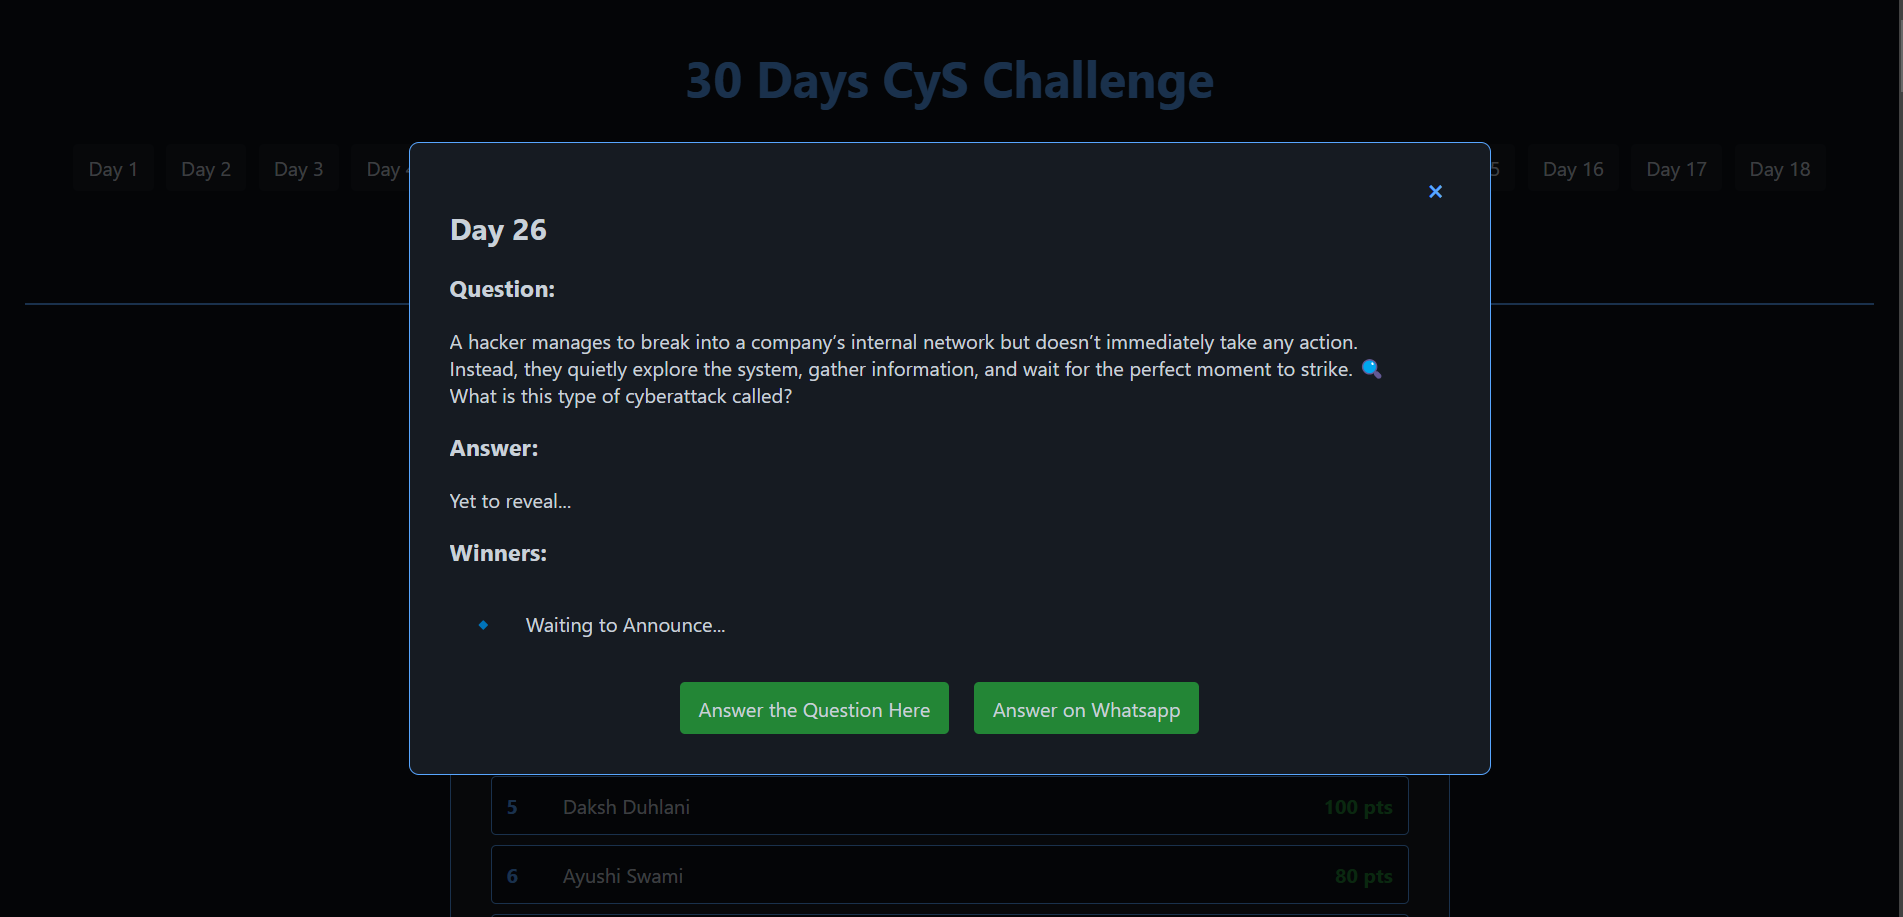 30 Days CyS Challenge
Day 1 Day 2 Day 3 Day 5 Day 16 Day 17 Day 18
×
Day 26
Question:
A hacker manages to break into a company’s internal network but doesn’t immediately take any action.
Instead, they quietly explore the system, gather information, and wait for the perfect moment to strike. 🔍
What is this type of cyberattack called?
Answer:
Yet to reveal...
Winners:
🔹 Waiting to Announce...
Answer the Question Here Answer on Whatsapp
5 Daksh Duhlani 100 pts
6 Ayushi Swami 80 pts